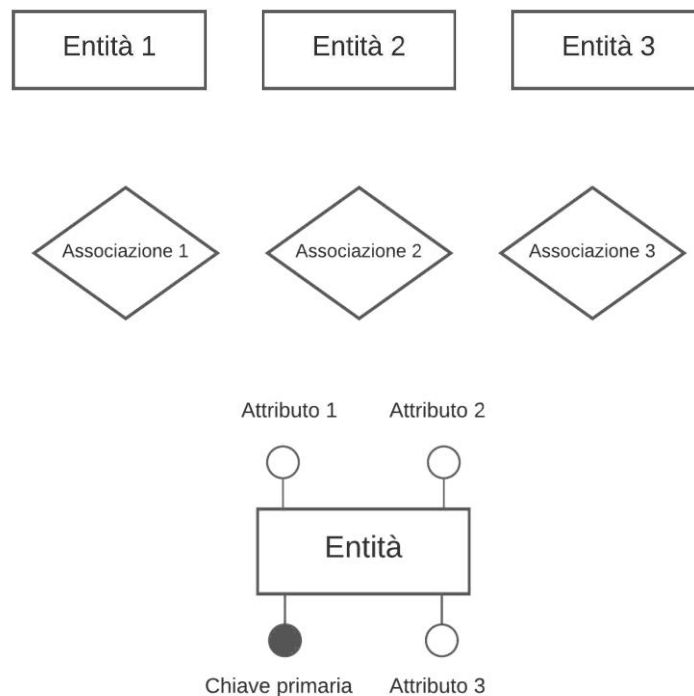 Entità 1
Entità 2
Entità 3
Associazione 1
Associazione 2
Associazione 3
Attributo 1
Attributo 2
Entità
Chiave primaria
Attributo 3